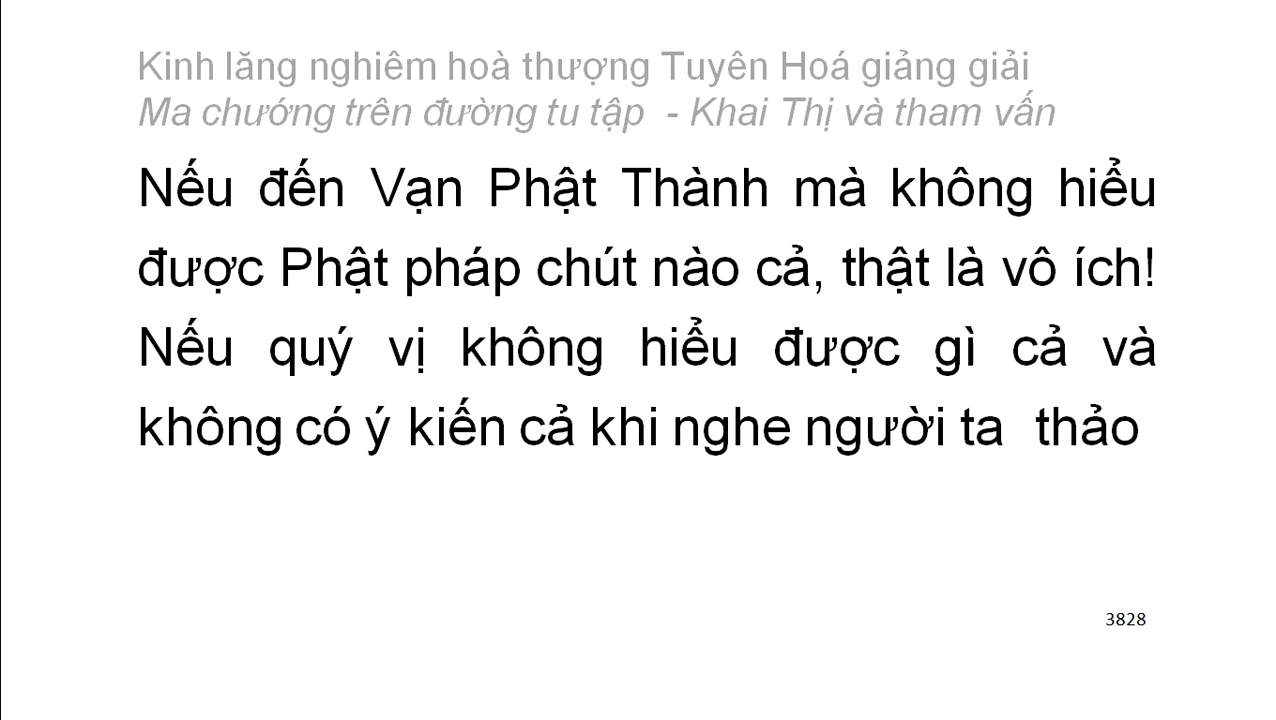 Kinh lăng nghiêm hoà thượng Tuyên Hoá giảng giải
Ma chướng trên đường tu tập  - Khai Thị và tham vấn
Nếu đến Vạn Phật Thành mà không hiểu
được Phật pháp chút nào cả, thật là vô ích!
Nếu quý vị không hiểu được gì cả và
không có ý kiến cả khi nghe người ta  thảo
3828